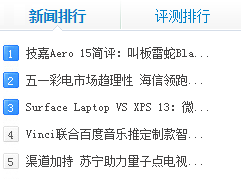 新闻排行 评测排行
1 技嘉Aero 15简评：叫板雷蛇Bla...
2 五一彩电市场趋理性 海信领跑...
3 Surface Laptop VS XPS 13：微...
4 Vinci联合百度音乐推定制款智...
5 渠道加持 苏宁助力量子点电视...